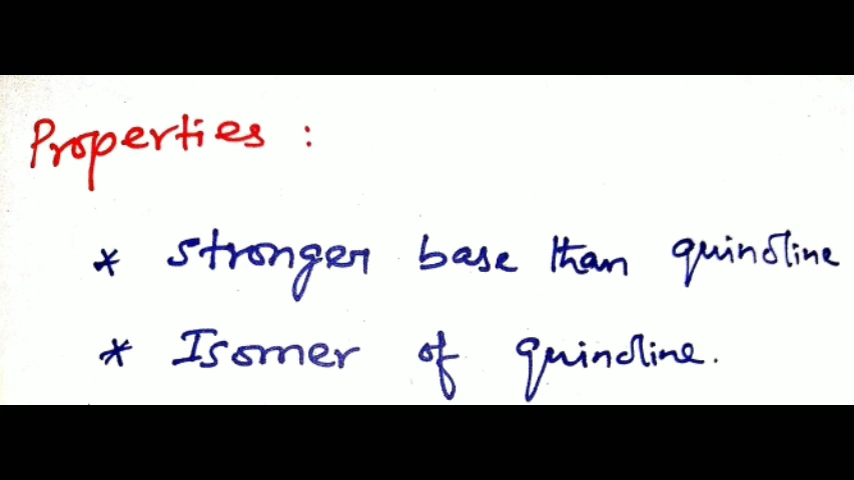 Properties :
* stronger base than quinoline
* Isomer of quinoline.